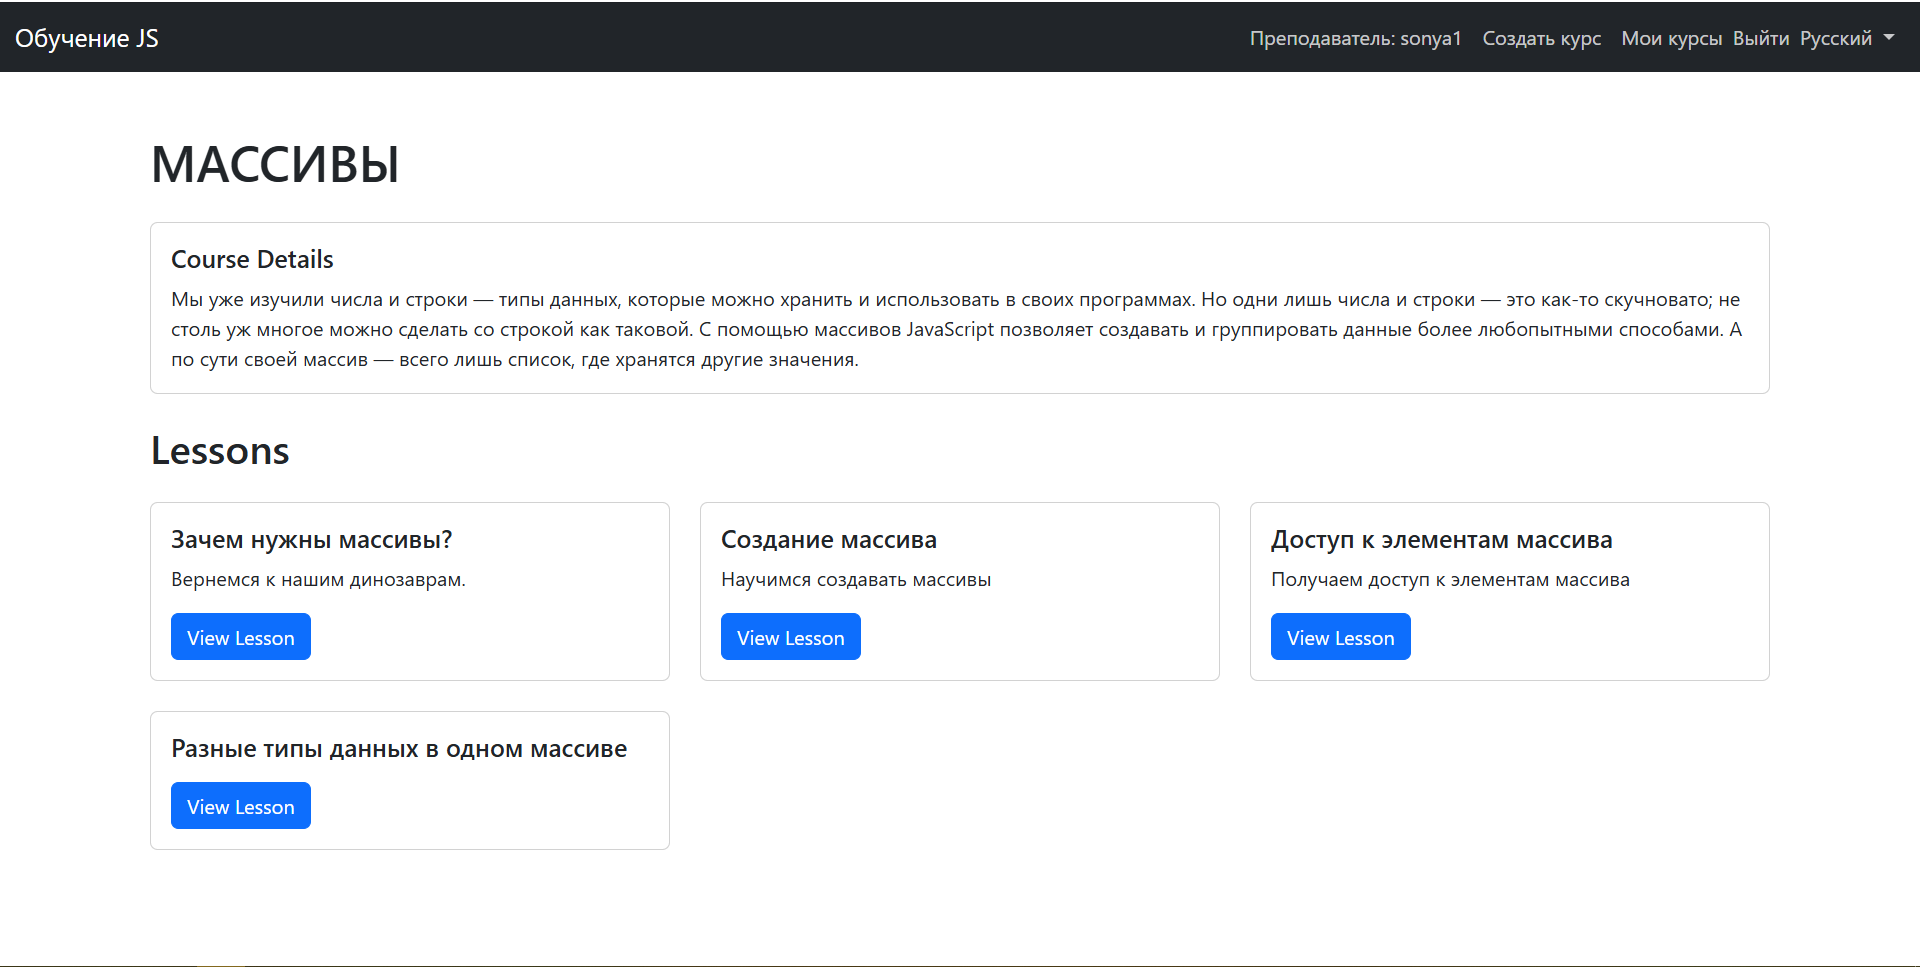 Обучение JS
Преподаватель: sonya1 Создать курс Мои курсы Выйти Русский
МАССИВЫ
Course Details
Мы уже изучили числа и строки — типы данных, которые можно хранить и использовать в своих программах. Но одни лишь числа и строки — это как-то скучновато; не
столь уж многое можно сделать со строкой как таковой. С помощью массивов JavaScript позволяет создавать и группировать данные более любопытными способами. А
по сути своей массив — всего лишь список, где хранятся другие значения.
Lessons
Зачем нужны массивы?
Вернемся к нашим динозаврам.
View Lesson
Создание массива
Научимся создавать массивы
View Lesson
Доступ к элементам массива
Получаем доступ к элементам массива
View Lesson
Разные типы данных в одном массиве
View Lesson